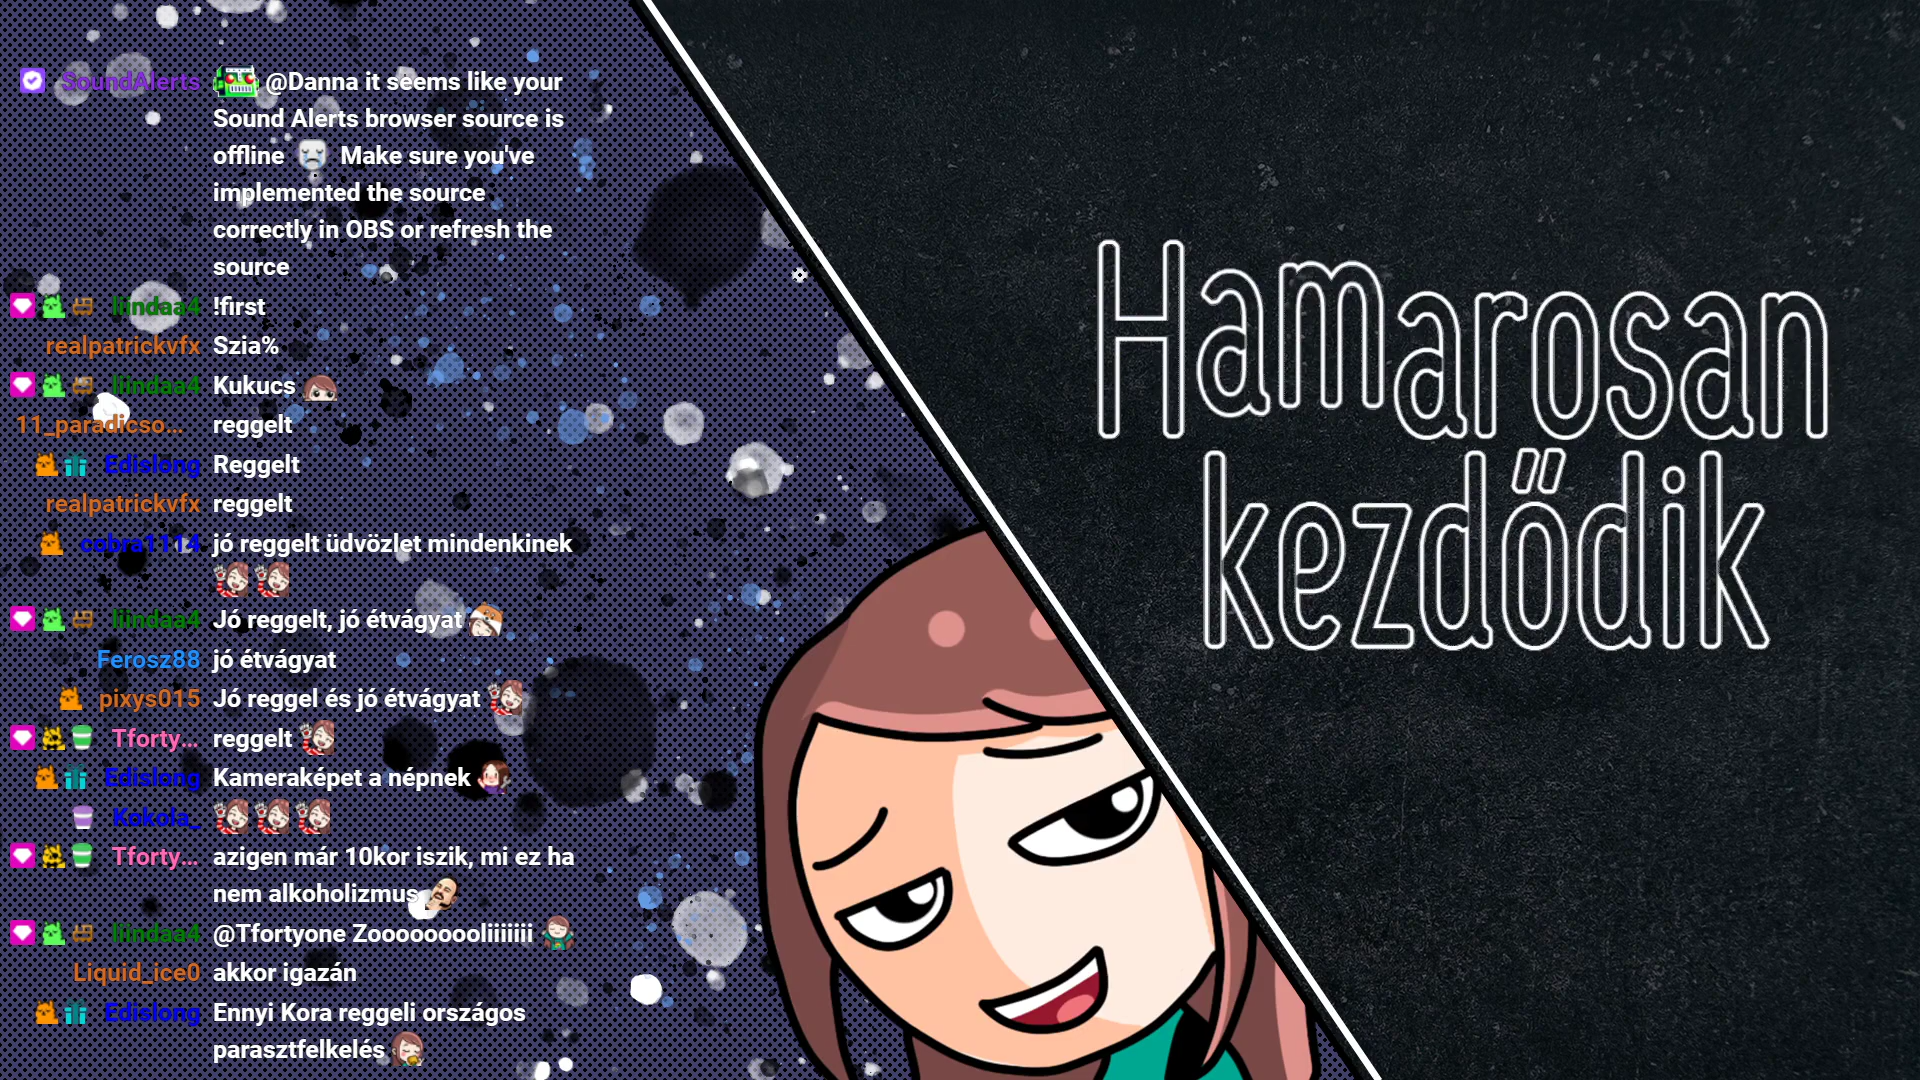 SoundAlerts @Danna it seems like your
Sound Alerts browser source is
offline Make sure you've
implemented the source
correctly in OBS or refresh the
source
liindaa4 !first
realpatrickvfx Szia%
liindaa4 Kukucs
11_paradicso... reggelt
Edislong Reggelt
realpatrickvfx reggelt
cobra1114 jó reggelt üdvözlet mindenkinek
liindaa4 Jó reggelt, jó étvágyat
Ferosz88 jó étvágyat
pixys015 Jó reggel és jó étvágyat
Tforty... reggelt
Edislong Kameraképet a népnek
Kokola_
Tforty... azigen már 10kor iszik, mi ez ha
nem alkoholizmus
liindaa4 @Tfortyone Zooooooooliiiiiii
Liquid_ice0 akkor igazán
Edislong Ennyi Kora reggeli országos
parasztfelkelés
Hamarosan
kezdődik